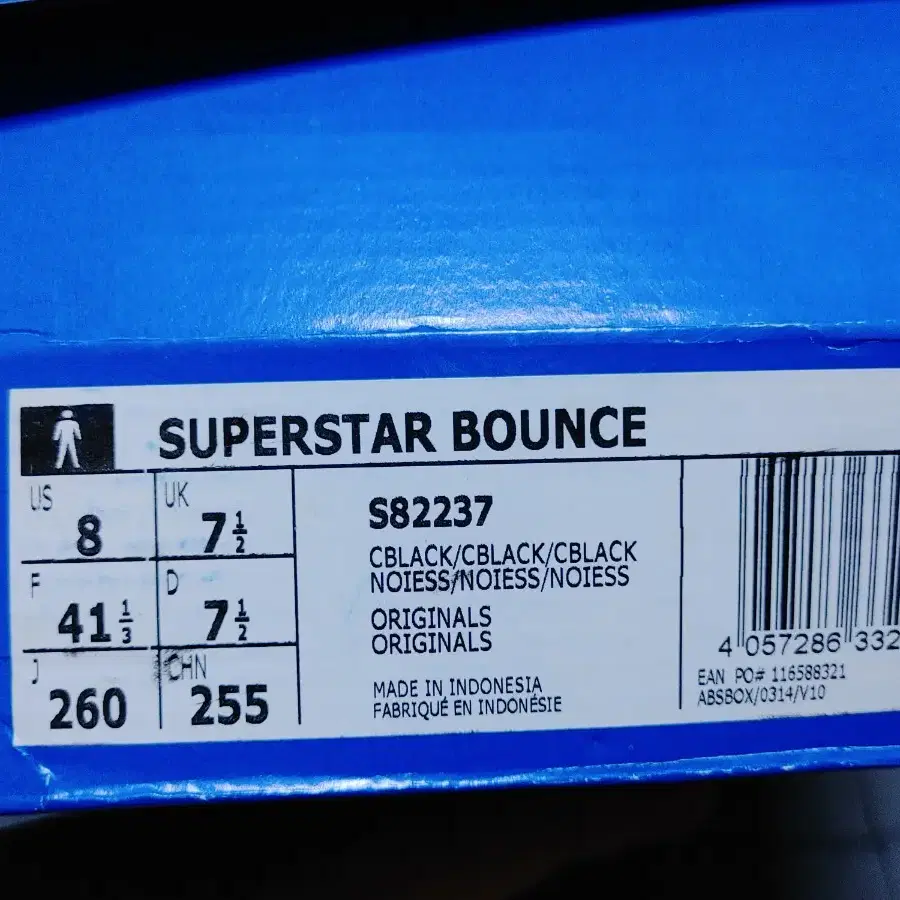 SUPERSTAR BOUNCE
US 8
UK 7 1/2
F 41 1/3
D 7 1/2
J 260
CHN 255
S82237
CBLACK/CBLACK/CBLACK
NOIESS/NOIESS/NOIESS
ORIGINALS
ORIGINALS
MADE IN INDONESIA
FABRIQUÉ EN INDONÉSIE
4 057286 332
EAN PO# 116588321
ABSBOX/0314/V10